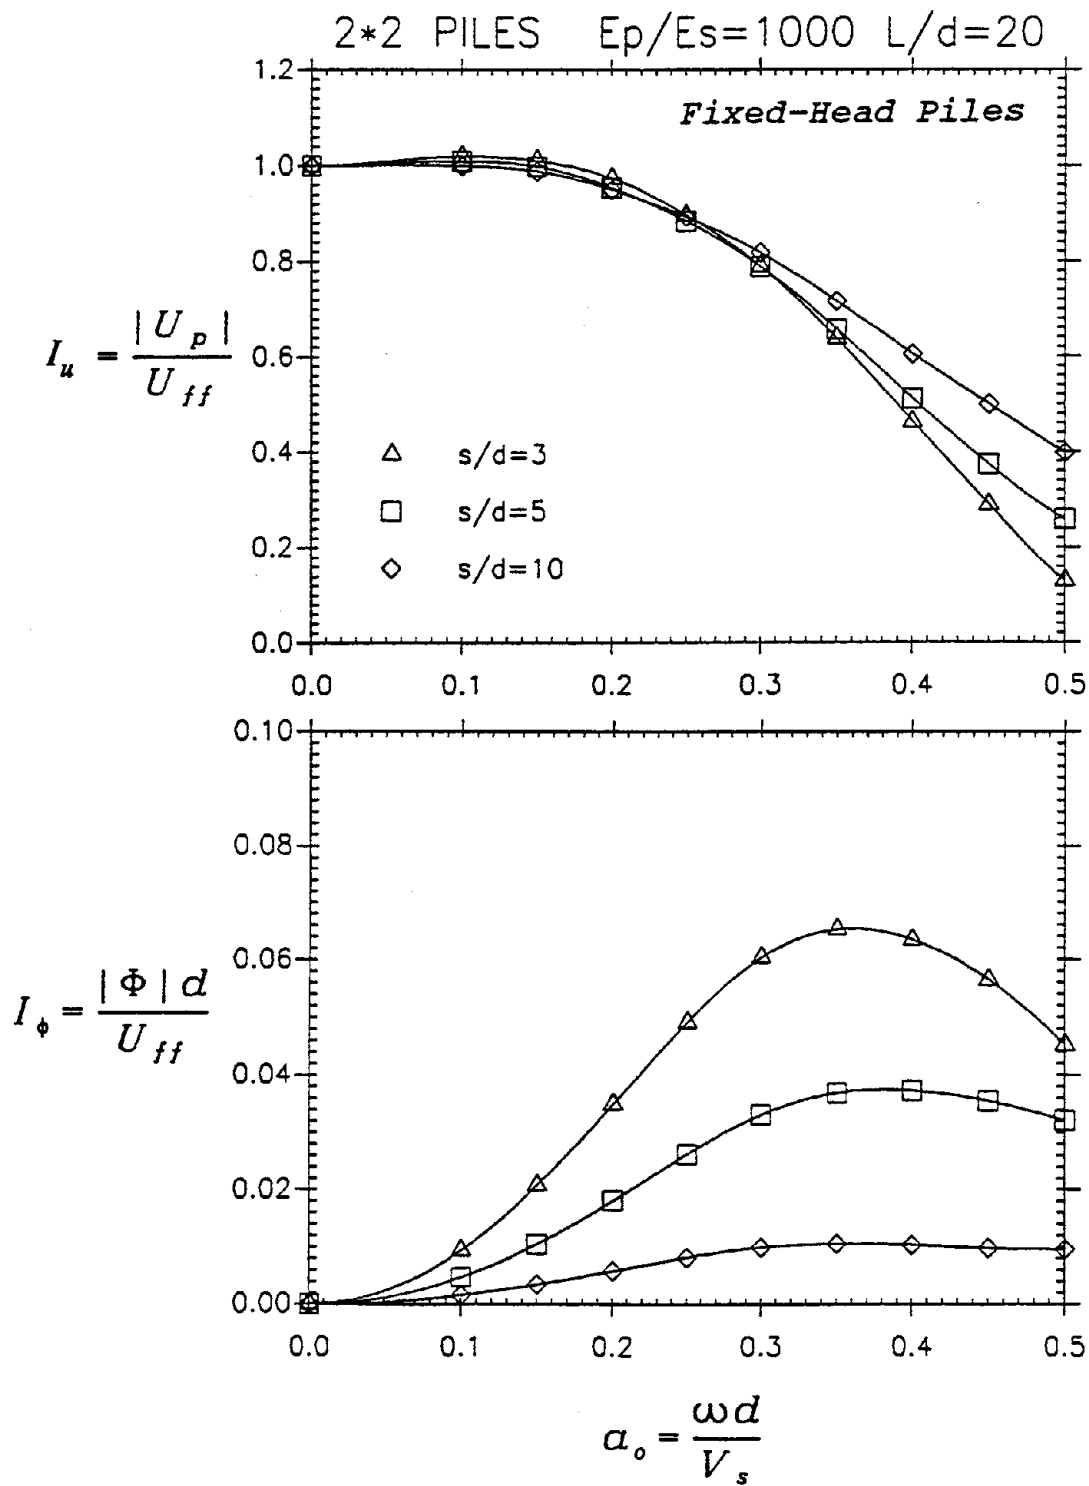 2*2 PILES Ep/Es=1000 L/d=20
1.2
Fixed-Head Piles
1.0
0.8
I_u = |U_p| / U_ff
0.6
0.4
s/d=3
s/d=5
0.2
s/d=10
0.0
0.0 0.1 0.2 0.3 0.4 0.5
0.10
0.08
0.06
I_ϕ = |Φ|d / U_ff
0.04
0.02
0.00
0.0 0.1 0.2 0.3 0.4 0.5
α_o = ωd / V_s